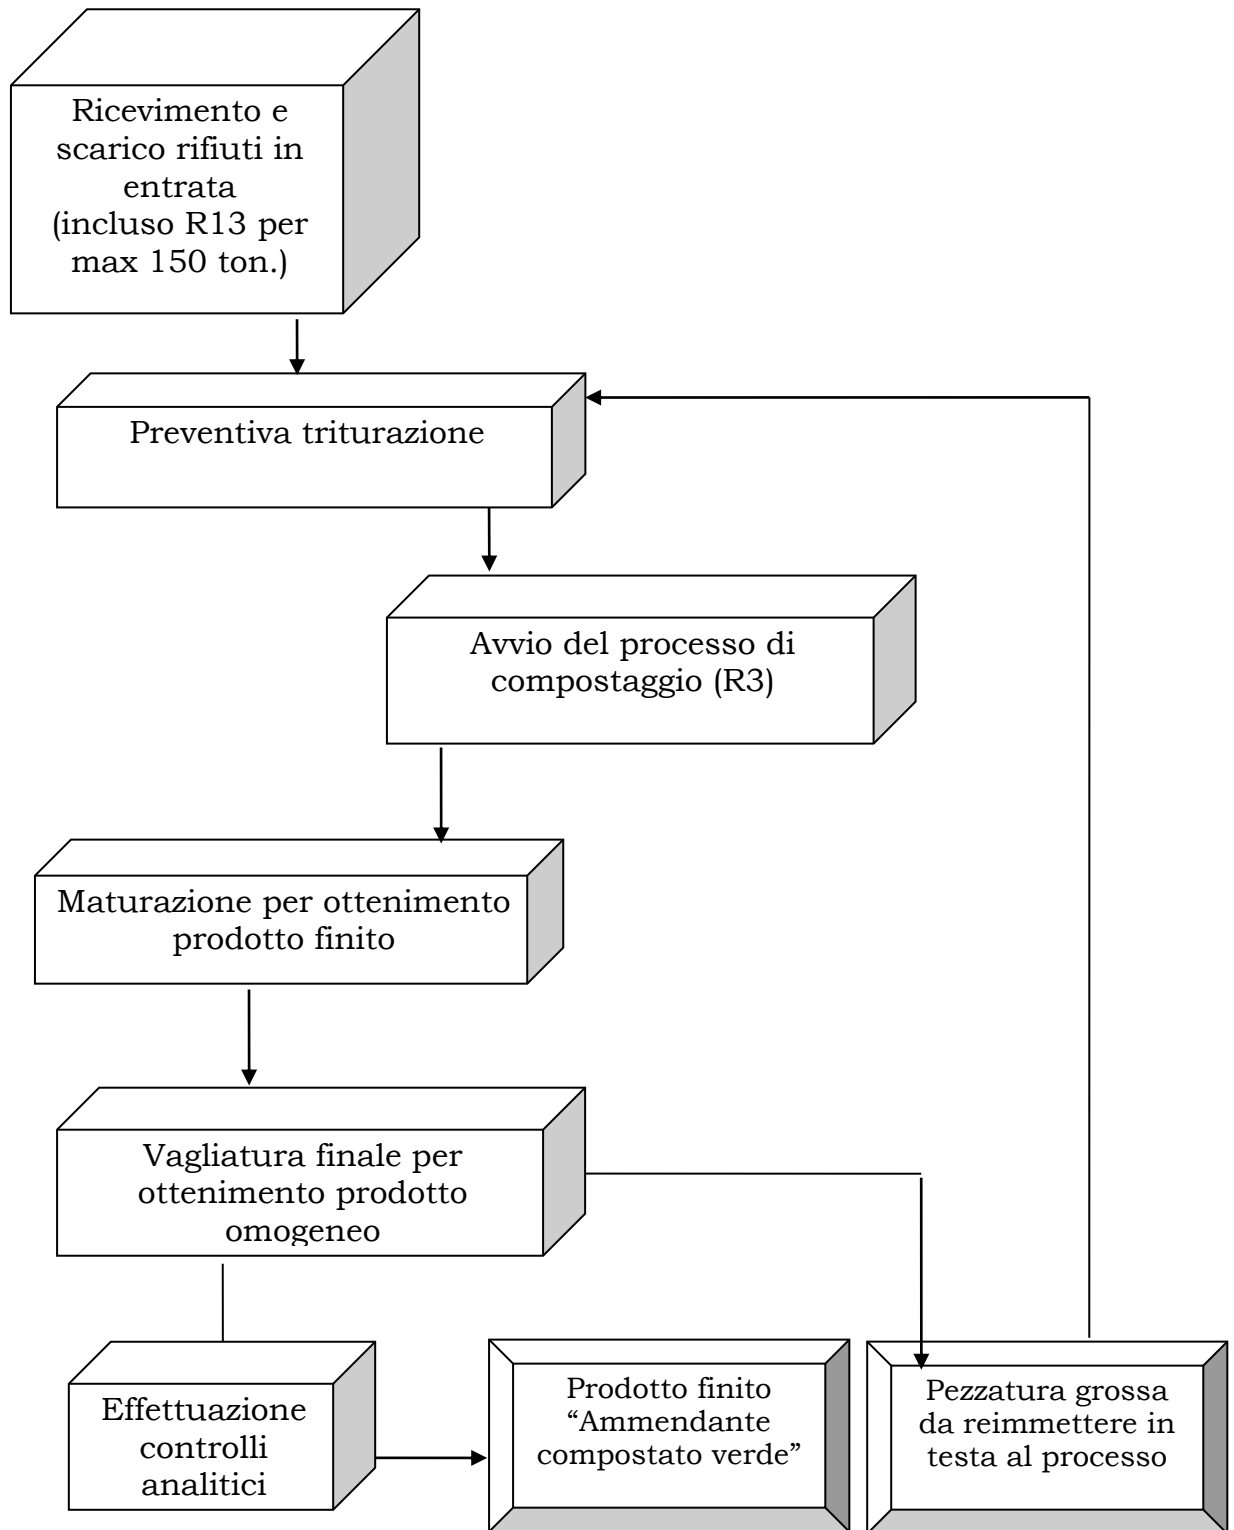 Ricevimento e
scarico rifiuti in
entrata
(incluso R13 per
max 150 ton.)
Preventiva triturazione
Avvio del processo di
compostaggio (R3)
Maturazione per ottenimento
prodotto finito
Vagliatura finale per
ottenimento prodotto
omogeneo
Effettuazione
controlli
analitici
Prodotto finito
“Ammendante
compostato verde”
Pezzatura grossa
da reimmettere in
testa al processo